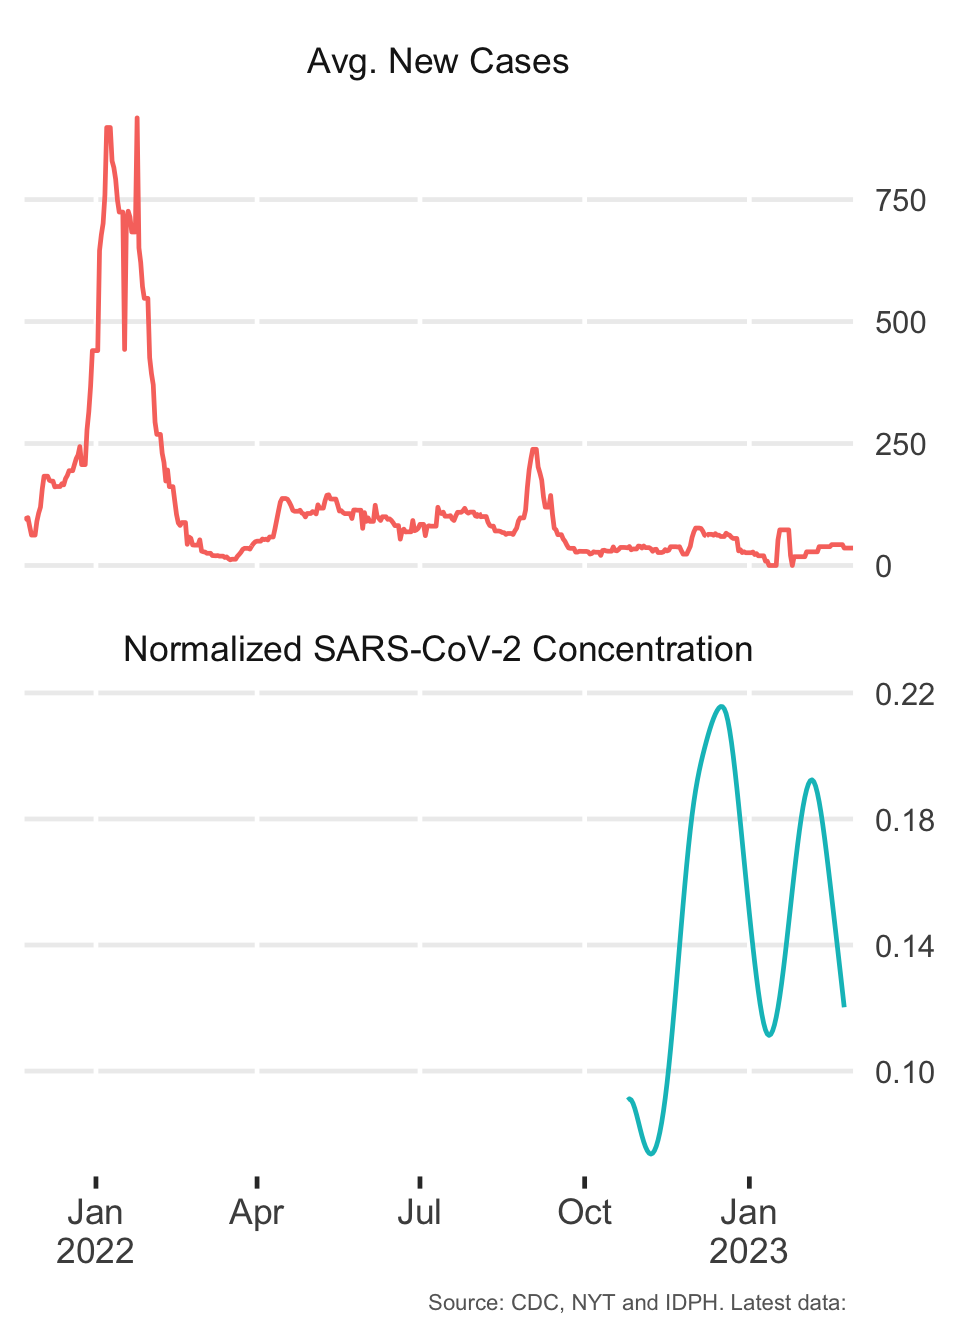 Avg. New Cases
750
500
250
0
Normalized SARS-CoV-2 Concentration
0.22
0.18
0.14
0.10
Jan Apr Jul Oct Jan
2022 2023
Source: CDC, NYT and IDPH. Latest data: